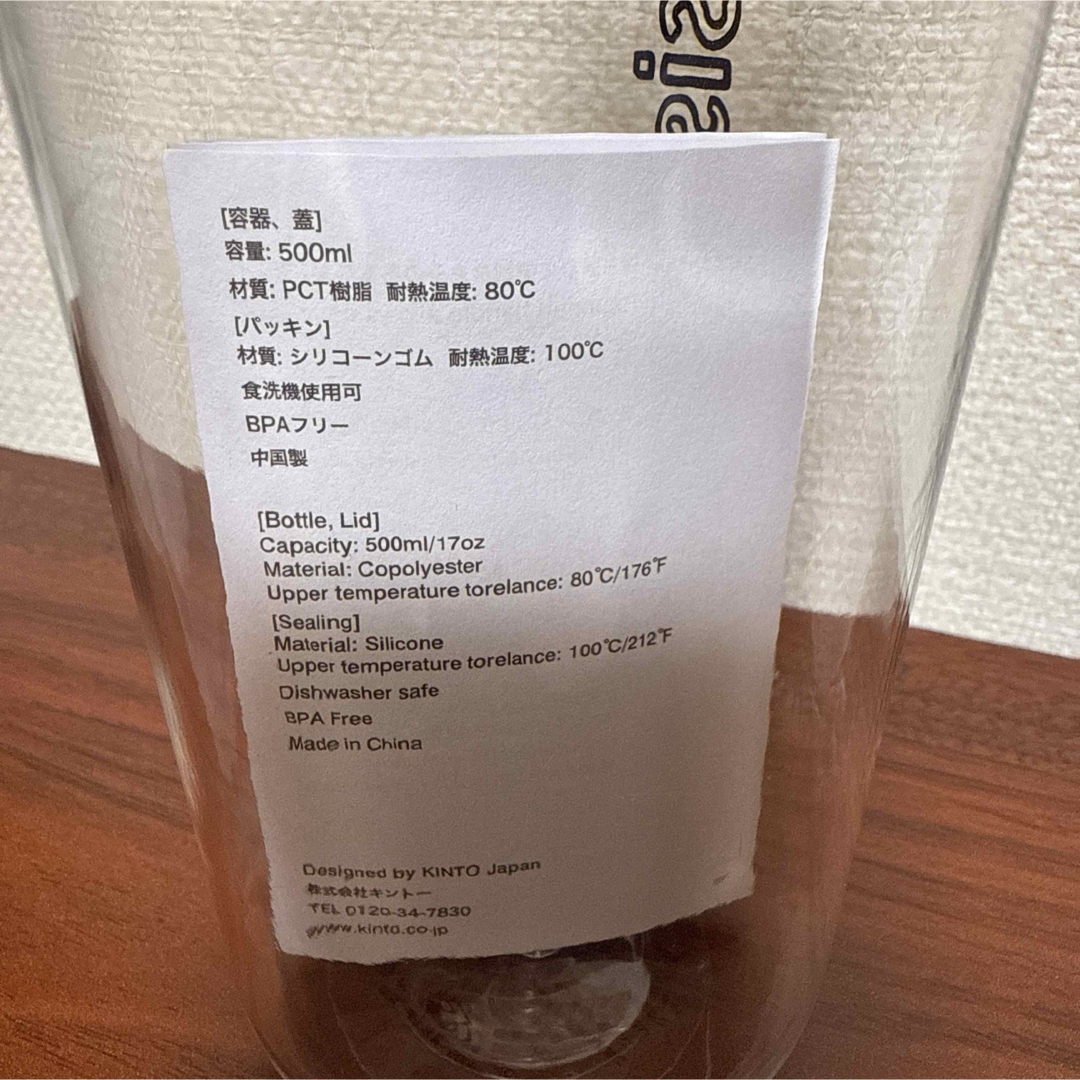 [容器、蓋]
容量: 500ml
材質: PCT樹脂 耐熱温度: 80℃
[パッキン]
材質: シリコーンゴム 耐熱温度: 100℃
食洗機使用可
BPAフリー
中国製
[Bottle, Lid]
Capacity: 500ml/17oz
Material: Copolyester
Upper temperature torelance: 80℃/176℉
[Sealing]
Material: Silicone
Upper temperature torelance: 100℃/212℉
Dishwasher safe
BPA Free
Made in China
Designed by KINTO Japan
株式会社キントー
TEL 0120-34-7830
www.kinto.co.jp